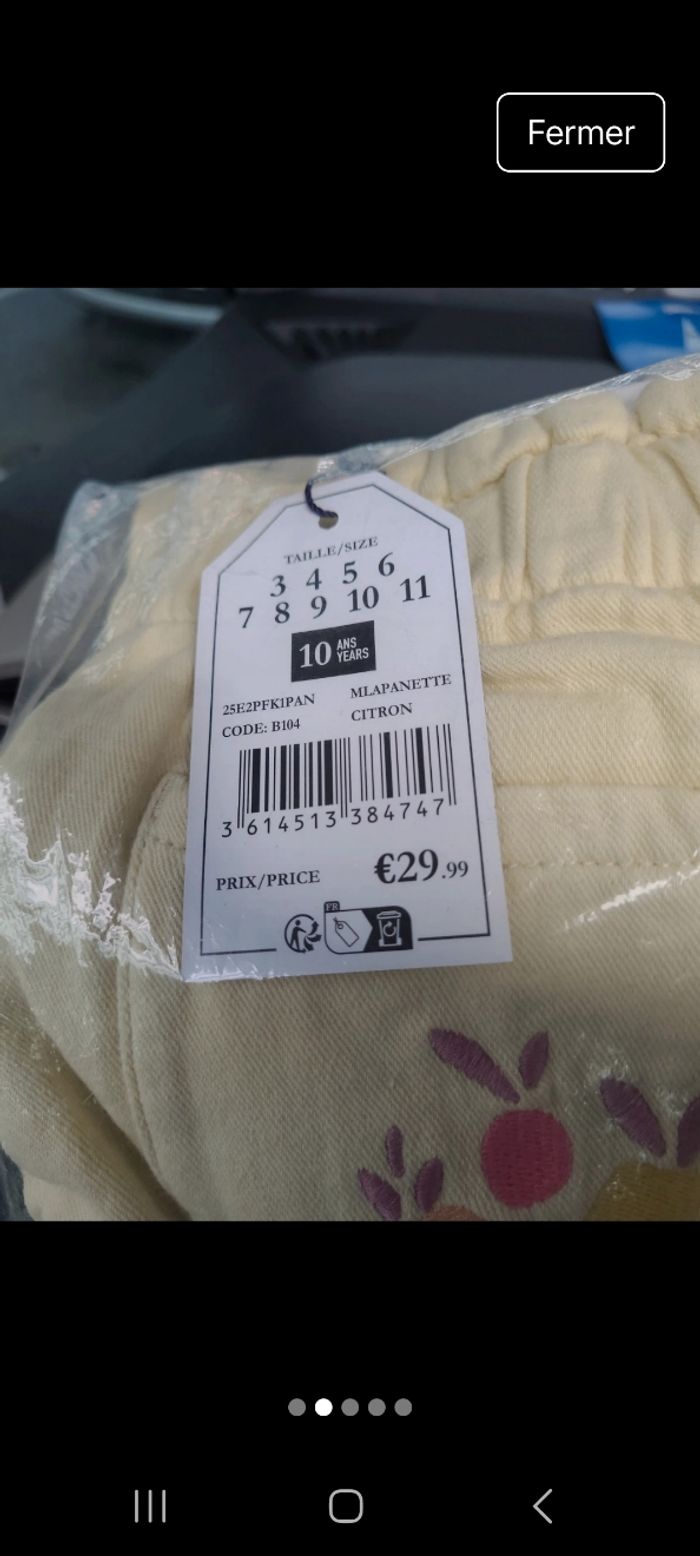 Fermer
TAILLE/SIZE
3 4 5 6
7 8 9 10 11
10 ANS YEARS
25E2PFK1PAN MLAPANETTE
CODE: B104 CITRON
3 614513 384747
PRIX/PRICE €29.99
FR